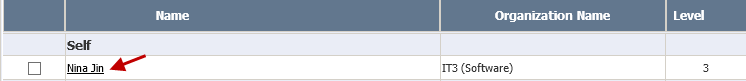 Name Organization Name Level
Self
Nina Jin IT3 (Software) 3